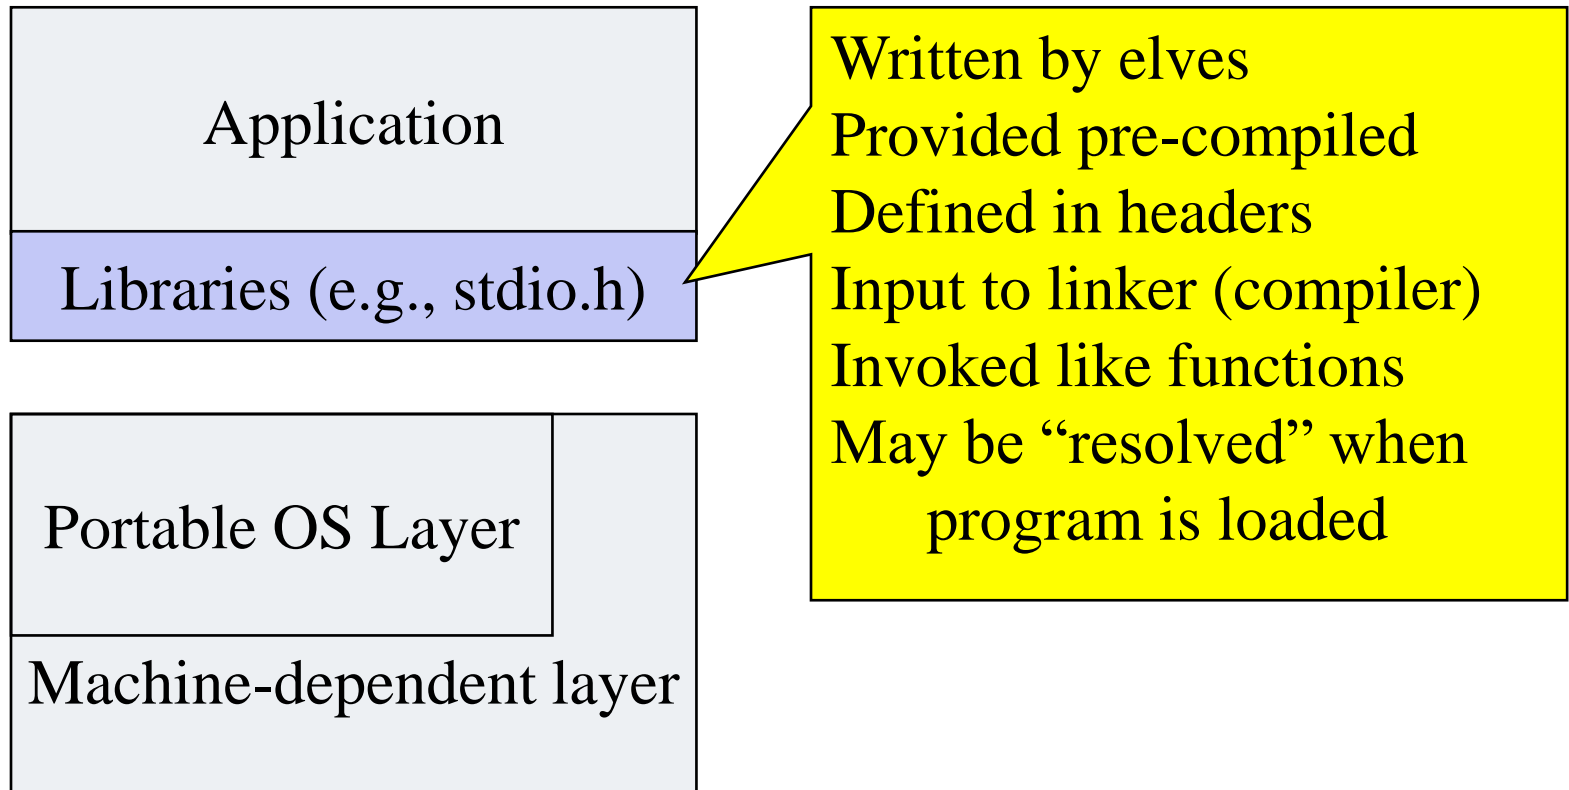 Application
Libraries (e.g., stdio.h)
Portable OS Layer
Machine-dependent layer
Written by elves
Provided pre-compiled
Defined in headers
Input to linker (compiler)
Invoked like functions
May be “resolved” when
program is loaded